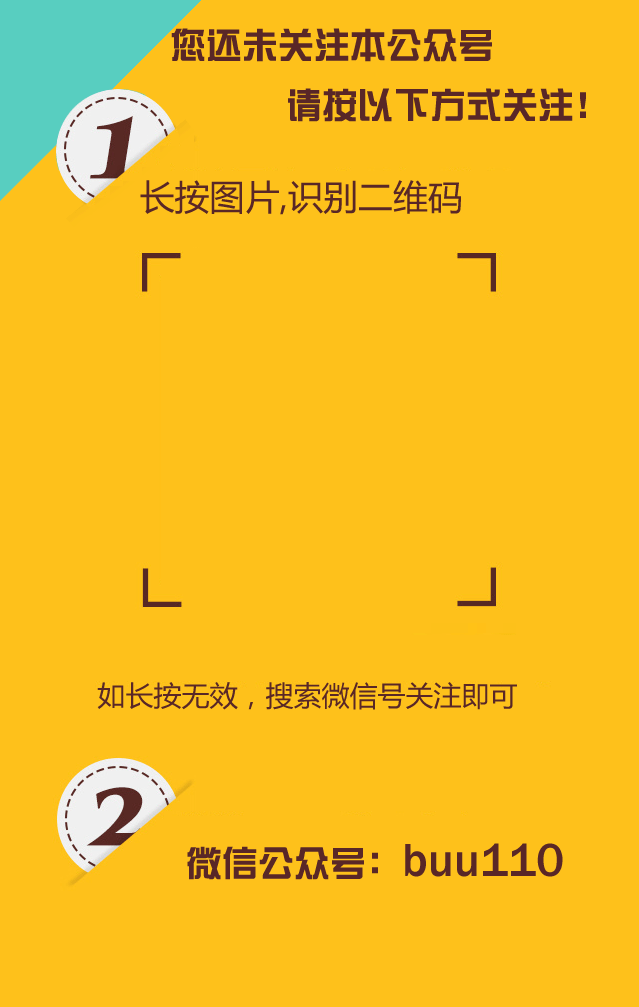 您还未关注本公众号
请按以下方式关注!
1
长按图片,识别二维码
如长按无效，搜索微信号关注即可
2
微信公众号：buu110